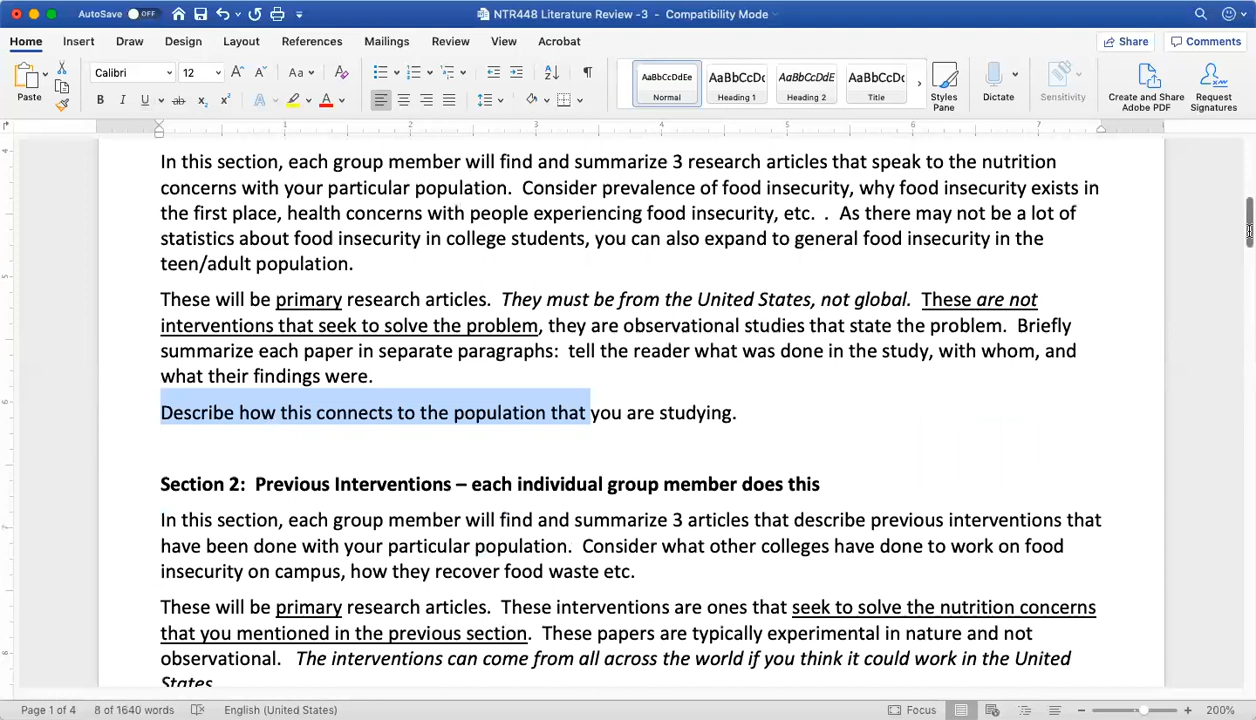 AutoSave OFF NTR448 Literature Review -3 - Compatibility Mode
Home Insert Draw Design Layout References Mailings Review View Acrobat Share Comments
Paste Calibri 12 AaBbCcDdEe Normal AaBbCcDc Heading 1 AaBbCcDdE Heading 2 AaBbCcDdE Title Styles Pane Dictate Sensitivity Create and Share Adobe PDF Request Signatures
1 2 3 4 5 6 7
In this section, each group member will find and summarize 3 research articles that speak to the nutrition
concerns with your particular population. Consider prevalence of food insecurity, why food insecurity exists in
the first place, health concerns with people experiencing food insecurity, etc. . As there may not be a lot of
statistics about food insecurity in college students, you can also expand to general food insecurity in the
teen/adult population.
These will be primary research articles. They must be from the United States, not global. These are not
interventions that seek to solve the problem, they are observational studies that state the problem. Briefly
summarize each paper in separate paragraphs: tell the reader what was done in the study, with whom, and
what their findings were.
Describe how this connects to the population that you are studying.
Section 2: Previous Interventions – each individual group member does this
In this section, each group member will find and summarize 3 articles that describe previous interventions that
have been done with your particular population. Consider what other colleges have done to work on food
insecurity on campus, how they recover food waste etc.
These will be primary research articles. These interventions are ones that seek to solve the nutrition concerns
that you mentioned in the previous section. These papers are typically experimental in nature and not
observational. The interventions can come from all across the world if you think it could work in the United
States.
Page 1 of 4 8 of 1640 words English (United States) Focus 200%